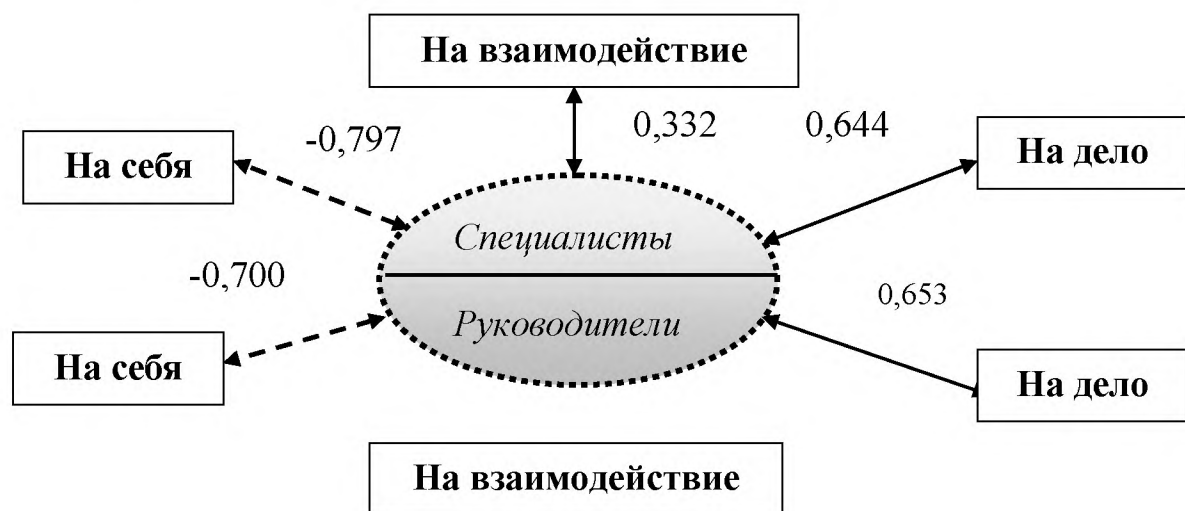 На взаимодействие
-0,797
0,332
0,644
На себя
На дело
Специалисты
-0,700
0,653
Руководители
На себя
На дело
На взаимодействие